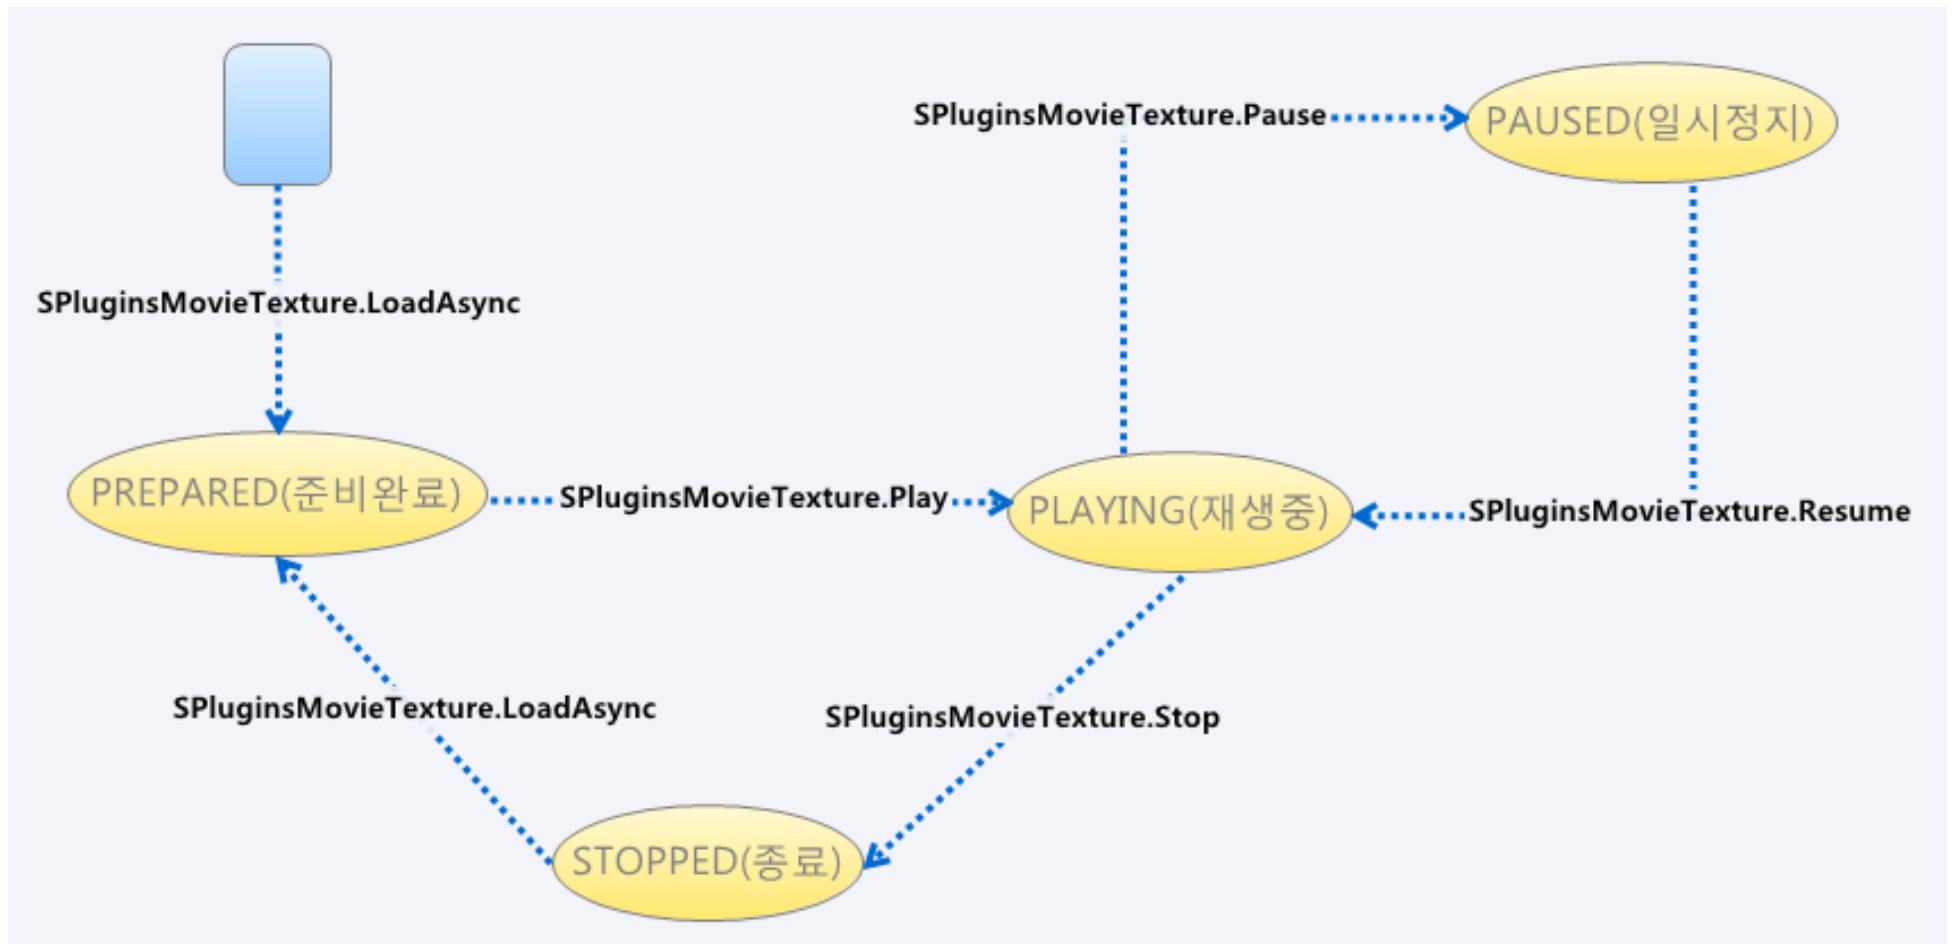 SPluginsMovieTexture.Pause
PAUSED(일시정지)
SPluginsMovieTexture.LoadAsync
PREPARED(준비완료)
SPluginsMovieTexture.Play
PLAYING(재생중)
SPluginsMovieTexture.Resume
SPluginsMovieTexture.LoadAsync
SPluginsMovieTexture.Stop
STOPPED(종료)